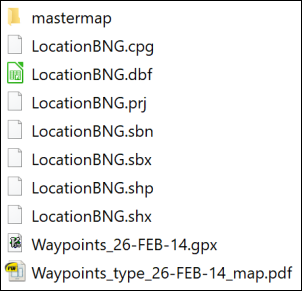 mastermap
LocationBNG.cpg
LocationBNG.dbf
LocationBNG.prj
LocationBNG.sbn
LocationBNG.sbx
LocationBNG.shp
LocationBNG.shx
Waypoints_26-FEB-14.gpx
Waypoints_type_26-FEB-14_map.pdf